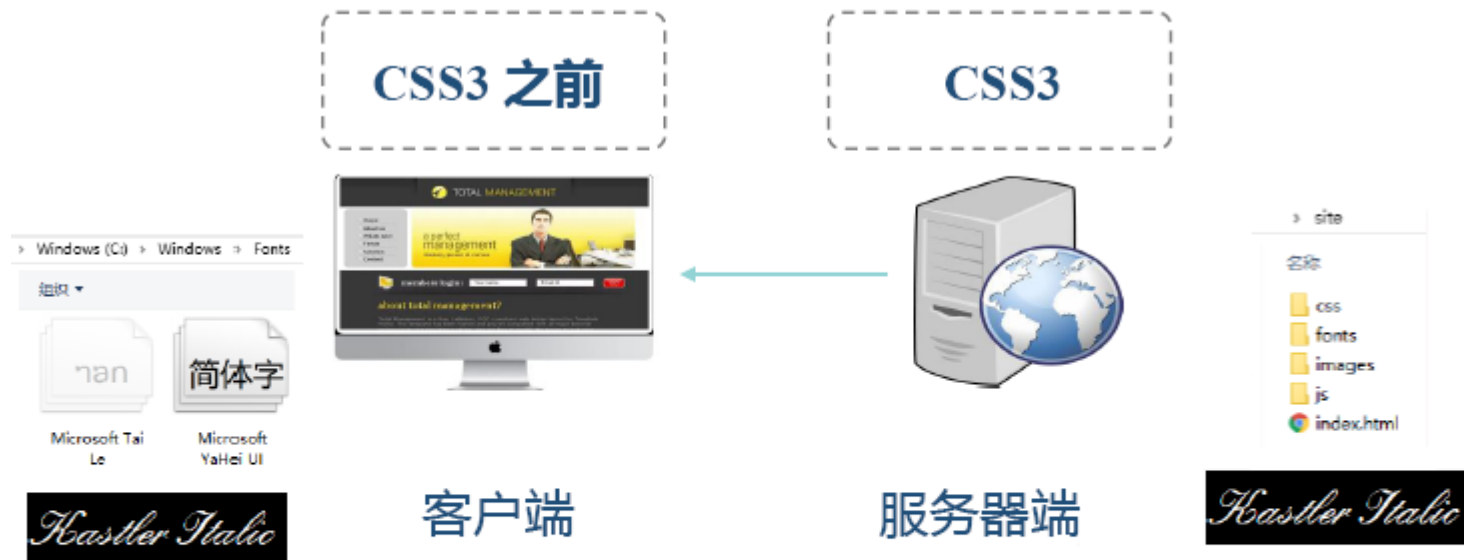 CSS3 之前
CSS3
TOTAL MANAGEMENT
a perfect
management
members login:
about total management?
> Windows (C:) > Windows > Fonts
组织
简体字
Microsoft Tai
Le
Microsoft
YaHei UI
Kastler Italic
客户端
服务器端
> site
名称
css
fonts
images
js
index.html
Kastler Italic